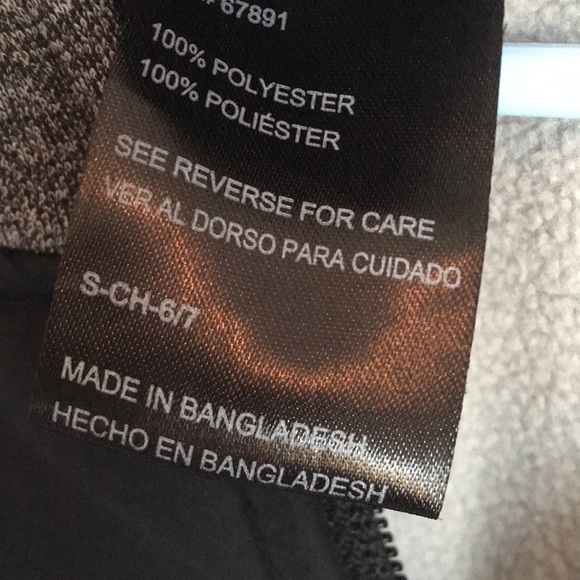 67891
100% POLYESTER
100% POLIÉSTER
SEE REVERSE FOR CARE
VER AL DORSO PARA CUIDADO
S-CH-6/7
MADE IN BANGLADESH
HECHO EN BANGLADESH